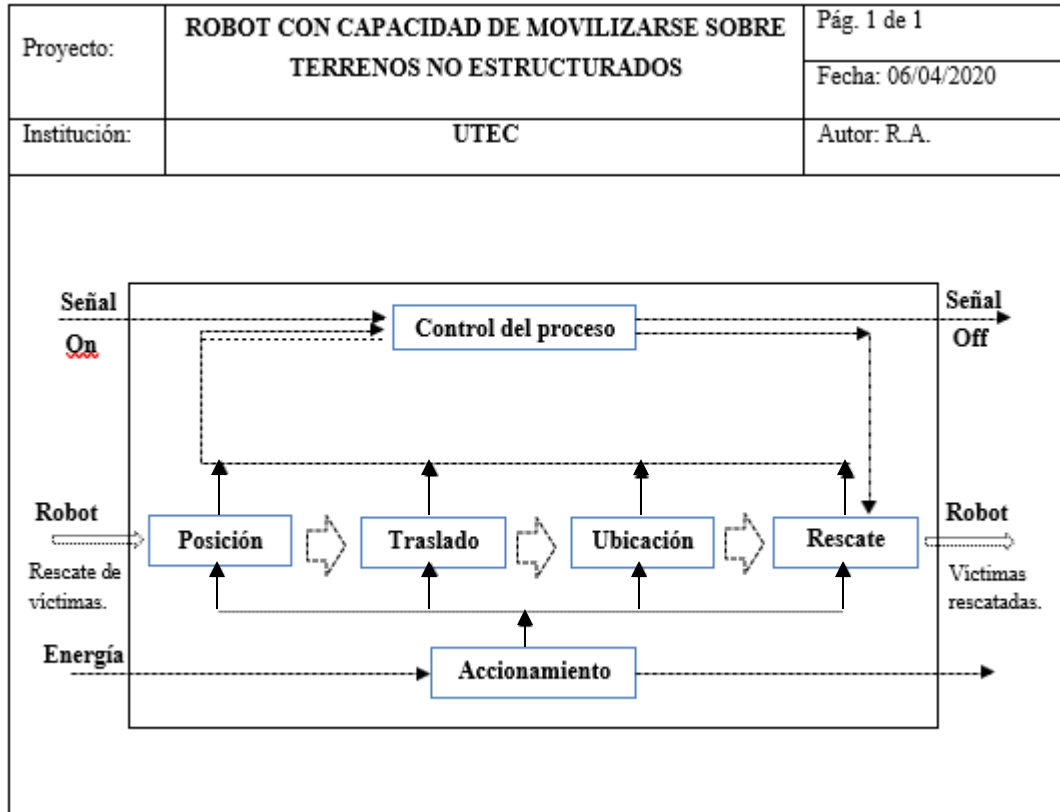 Proyecto:
ROBOT CON CAPACIDAD DE MOVILIZARSE SOBRE
TERRENOS NO ESTRUCTURADOS
Pág. 1 de 1
Fecha: 06/04/2020
Institución:
UTEC
Autor: R.A.
Señal
On
Control del proceso
Señal
Off
Robot
Rescate de
víctimas.
Posición
Traslado
Ubicación
Rescate
Robot
Víctimas
rescatadas.
Energía
Accionamiento